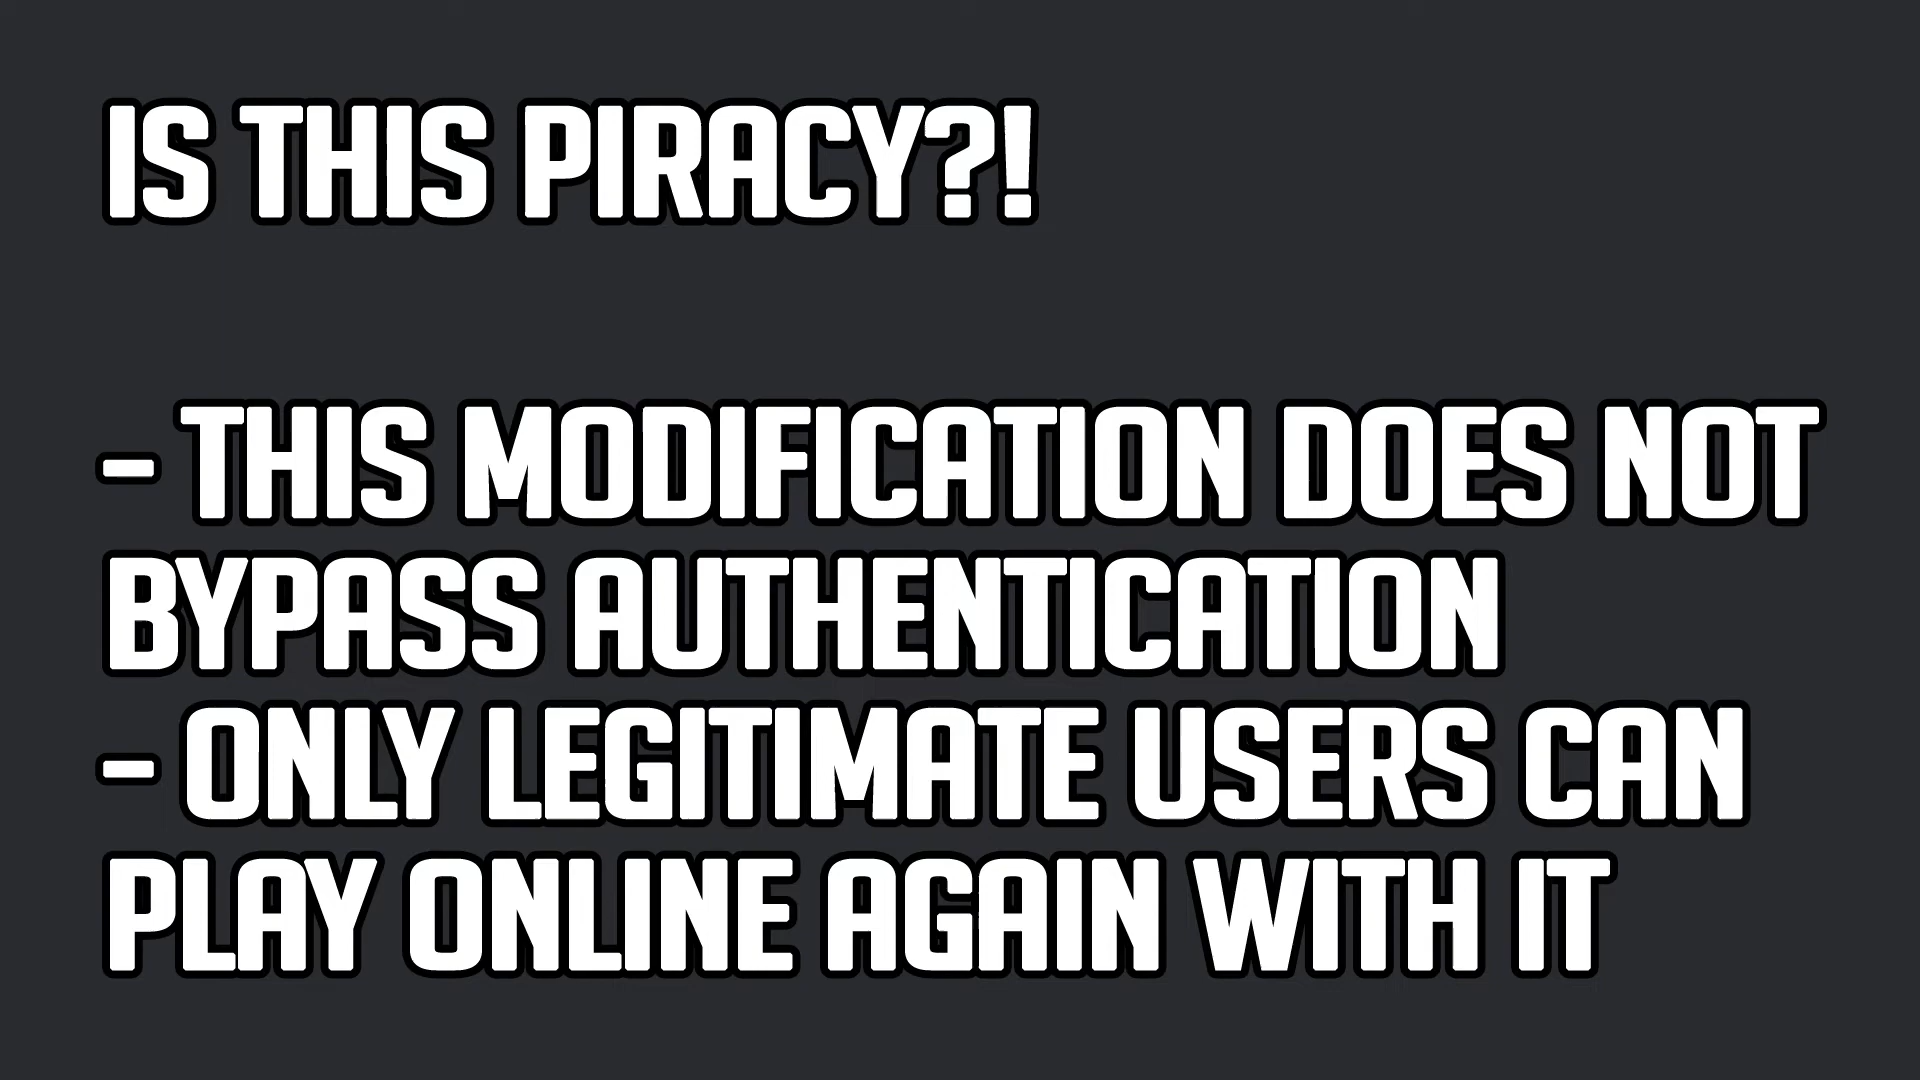 IS THIS PIRACY?!
- THIS MODIFICATION DOES NOT
BYPASS AUTHENTICATION
- ONLY LEGITIMATE USERS CAN
PLAY ONLINE AGAIN WITH IT